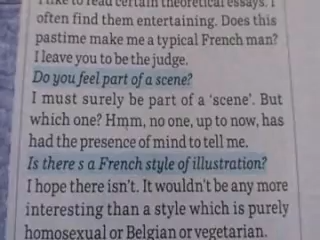 I like to read certain theoretical essays. I
often find them entertaining. Does this
pastime make me a typical French man?
I leave you to be the judge.
Do you feel part of a scene?
I must surely be part of a 'scene'. But
which one? Hmm, no one, up to now, has
had the presence of mind to tell me.
Is there s a French style of illustration?
I hope there isn't. It wouldn't be any more
interesting than a style which is purely
homosexual or Belgian or vegetarian.